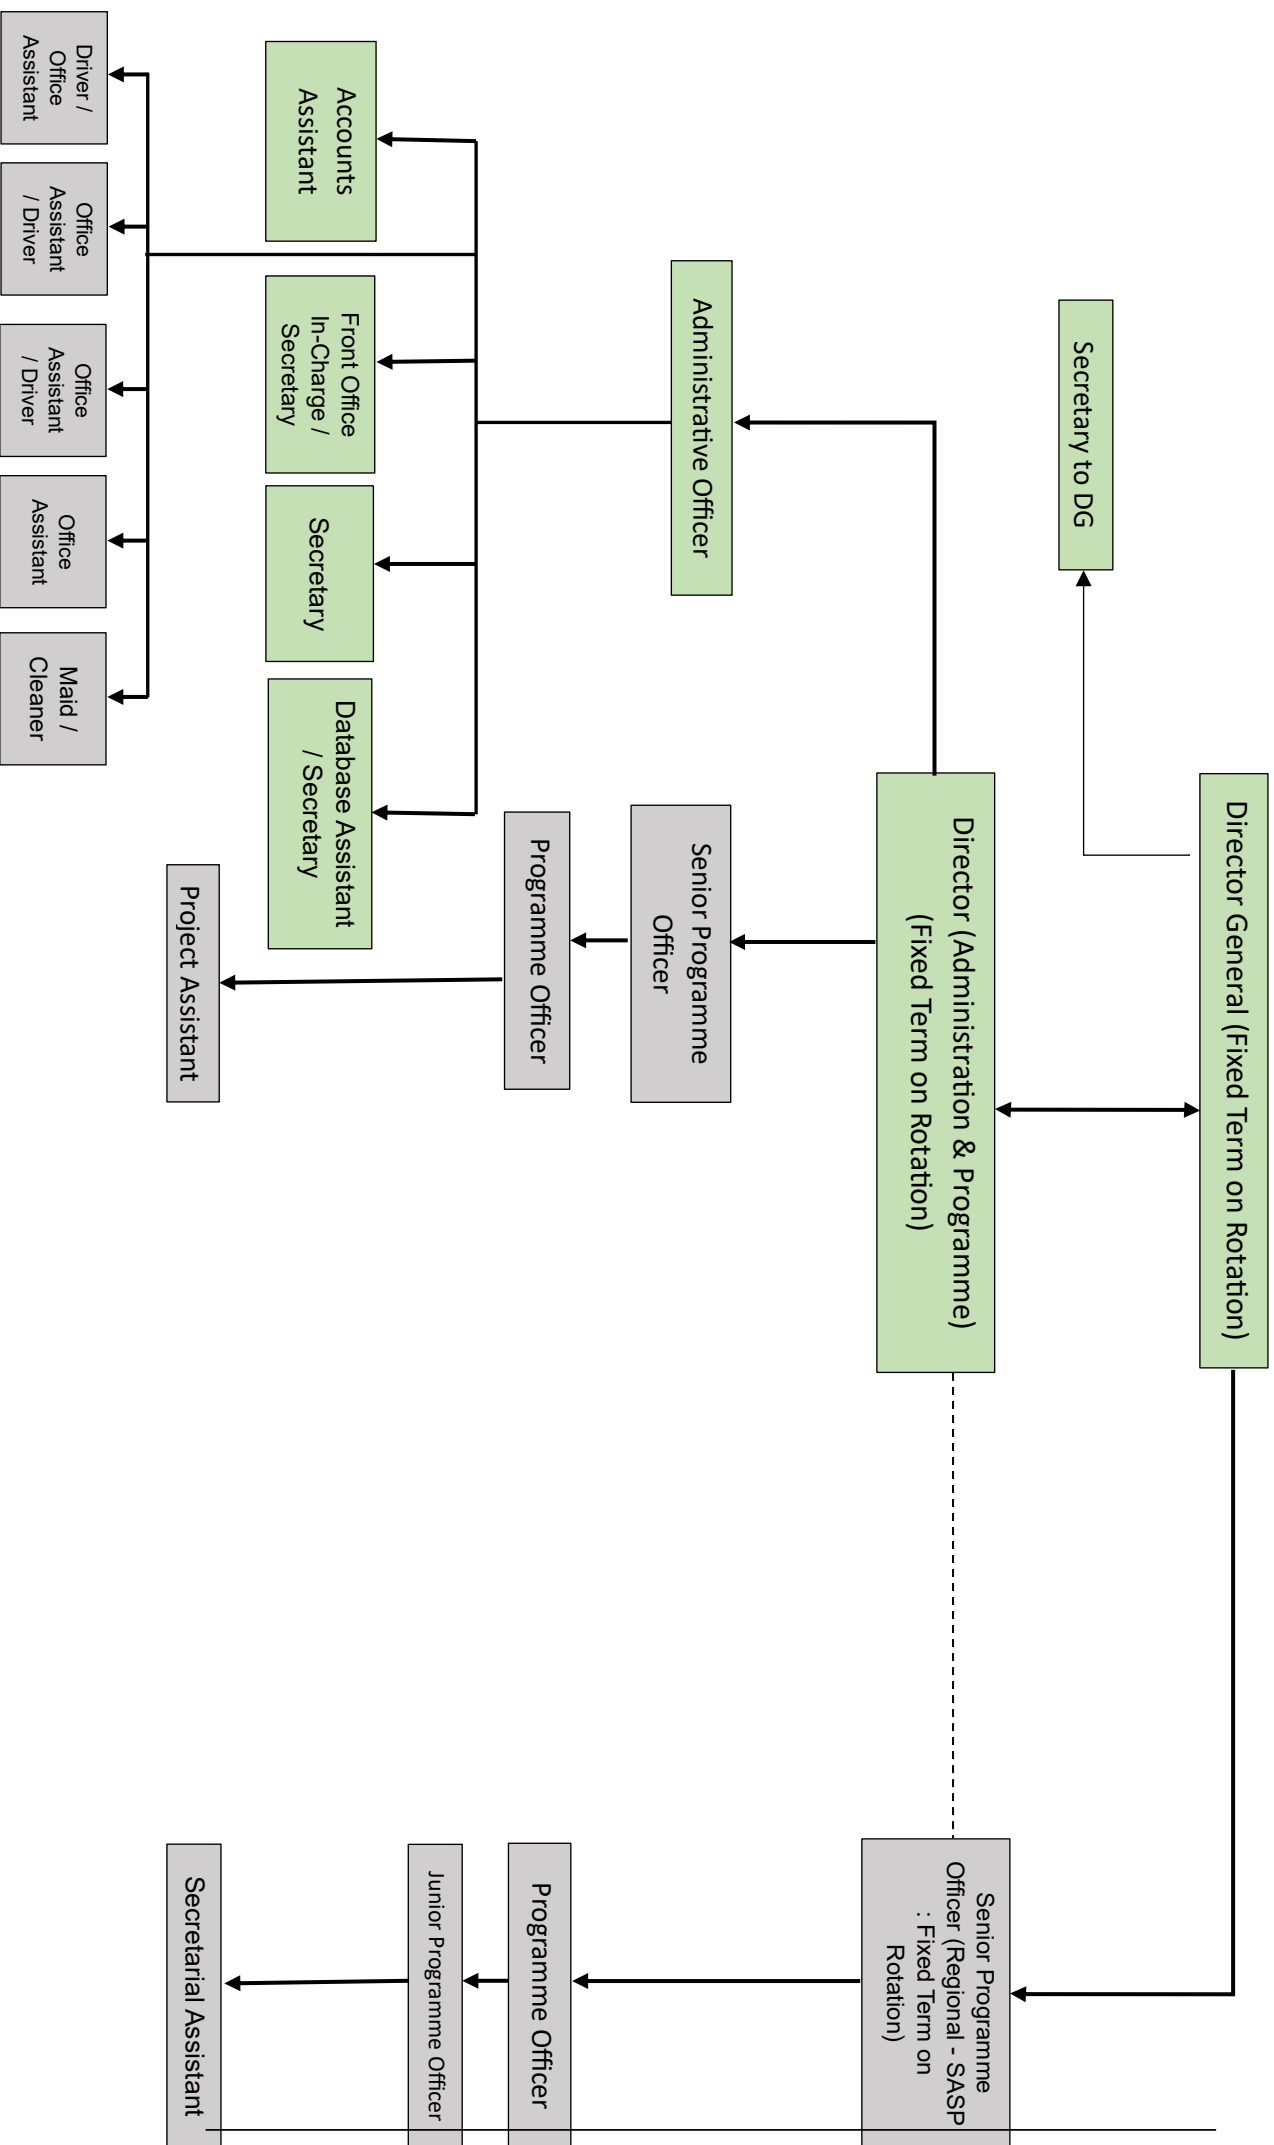 Director General (Fixed Term on Rotation)
Secretary to DG
Director (Administration & Programme)
(Fixed Term on Rotation)
Senior Programme
Officer (Regional - SASP
: Fixed Term on
Rotation)
Administrative Officer
Senior Programme
Officer
Programme Officer
Programme Officer
Junior Programme Officer
Accounts
Assistant
Front Office
In-Charge /
Secretary
Secretary
Database Assistant
/ Secretary
Project Assistant
Secretarial Assistant
Driver /
Office
Assistant
Office
Assistant
/ Driver
Office
Assistant
/ Driver
Office
Assistant
Maid /
Cleaner